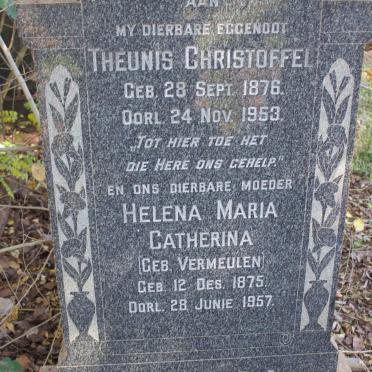 AAN
MY DIERBARE EGGENOOT
THEUNIS CHRISTOFFEL
GEB. 28 SEPT. 1876.
OORL. 24 NOV. 1953.
„TOT HIER TOE HET
DIE HERE ONS GEHELP."
EN ONS DIERBARE MOEDER
HELENA MARIA
CATHERINA
(GEB. VERMEULEN)
GEB. 12 DES. 1875.
OORL. 28 JUNIE 1957.